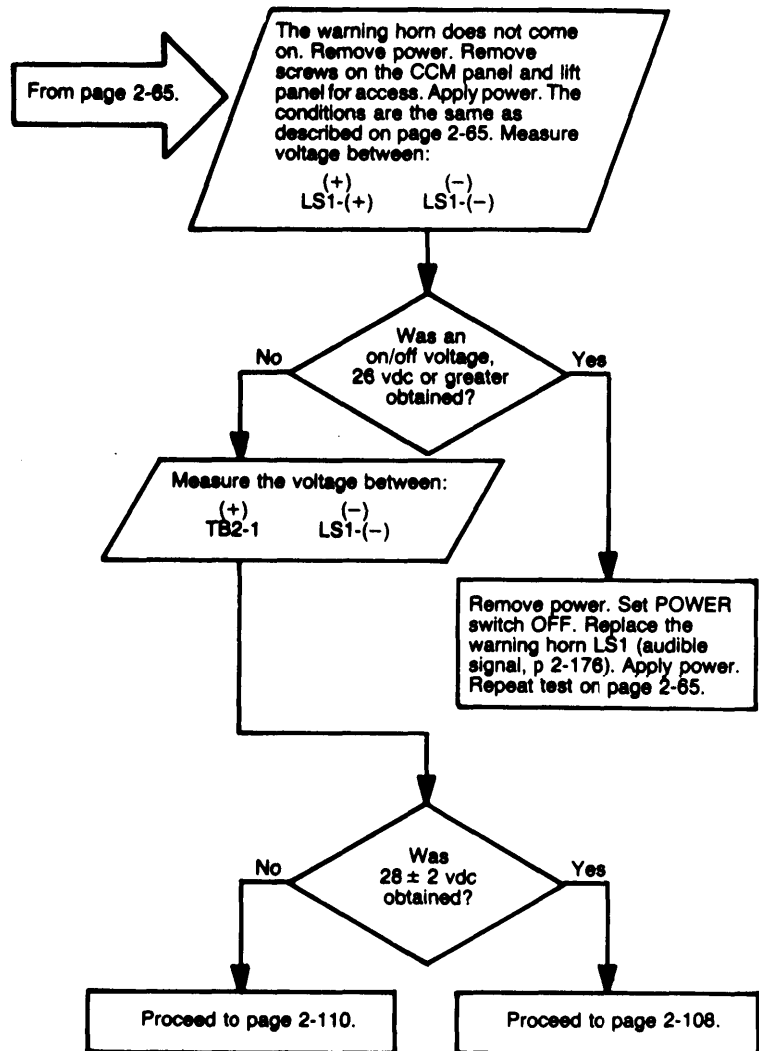 From page 2-65.
The warning horn does not come
on. Remove power. Remove
screws on the CCM panel and lift
panel for access. Apply power. The
conditions are the same as
described on page 2-65. Measure
voltage between:
(+) (−)
LS1-(+) LS1-(−)
Was an
on/off voltage,
26 vdc or greater
obtained?
No
Yes
Measure the voltage between:
(+) (−)
TB2-1 LS1-(−)
Remove power. Set POWER
switch OFF. Replace the
warning horn LS1 (audible
signal, p 2-176). Apply power.
Repeat test on page 2-65.
Was
28 ± 2 vdc
obtained?
No
Yes
Proceed to page 2-110.
Proceed to page 2-108.